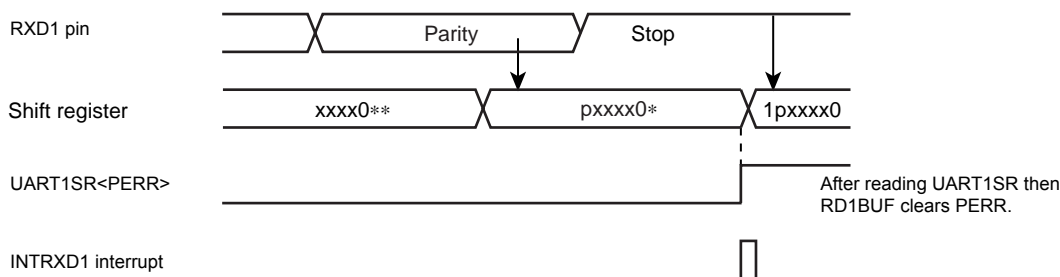 RXD1 pin
Parity
Stop
Shift register
xxxx0**
pxxxx0*
1pxxxx0
UART1SR<PERR>
After reading UART1SR then
RD1BUF clears PERR.
INTRXD1 interrupt